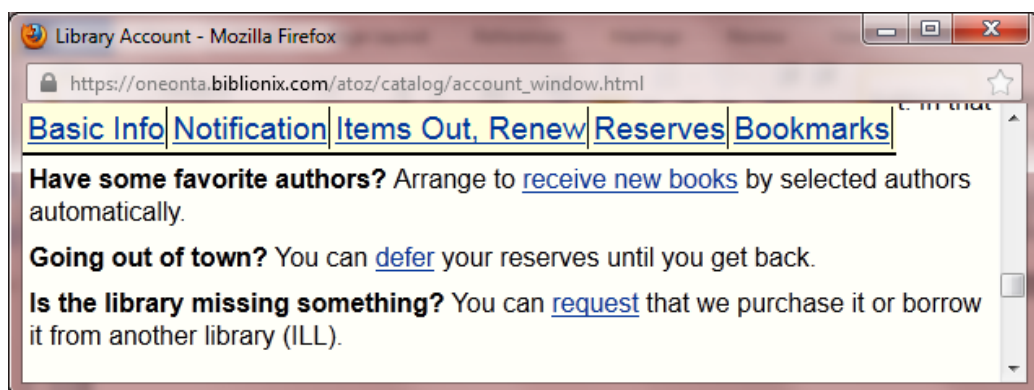 Library Account - Mozilla Firefox
https://oneonta.biblionix.com/atoz/catalog/account_window.html
t. In that
Basic Info Notification Items Out, Renew Reserves Bookmarks
Have some favorite authors? Arrange to receive new books by selected authors
automatically.
Going out of town? You can defer your reserves until you get back.
Is the library missing something? You can request that we purchase it or borrow
it from another library (ILL).